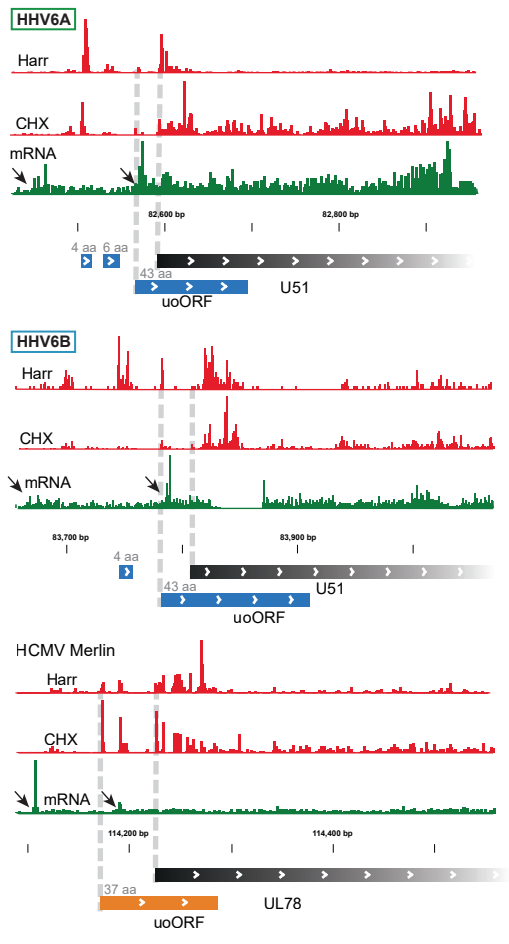 HHV6A
Harr
CHX
mRNA
82,600 bp
82,800 bp
4 aa
6 aa
43 aa
U51
uoORF
HHV6B
Harr
CHX
mRNA
83,700 bp
83,900 bp
4 aa
43 aa
U51
uoORF
HCMV Merlin
Harr
CHX
mRNA
114,200 bp
114,400 bp
37 aa
UL78
uoORF